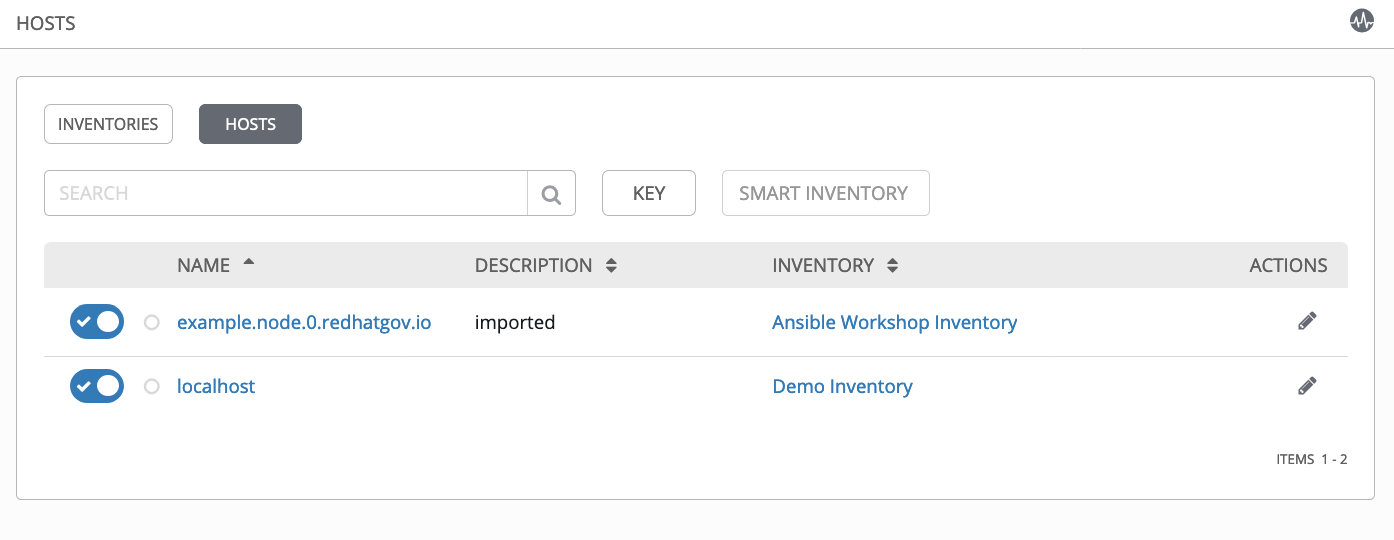 HOSTS
INVENTORIES HOSTS
SEARCH KEY SMART INVENTORY
NAME DESCRIPTION INVENTORY ACTIONS
example.node.0.redhatgov.io imported Ansible Workshop Inventory
localhost Demo Inventory
ITEMS 1 - 2